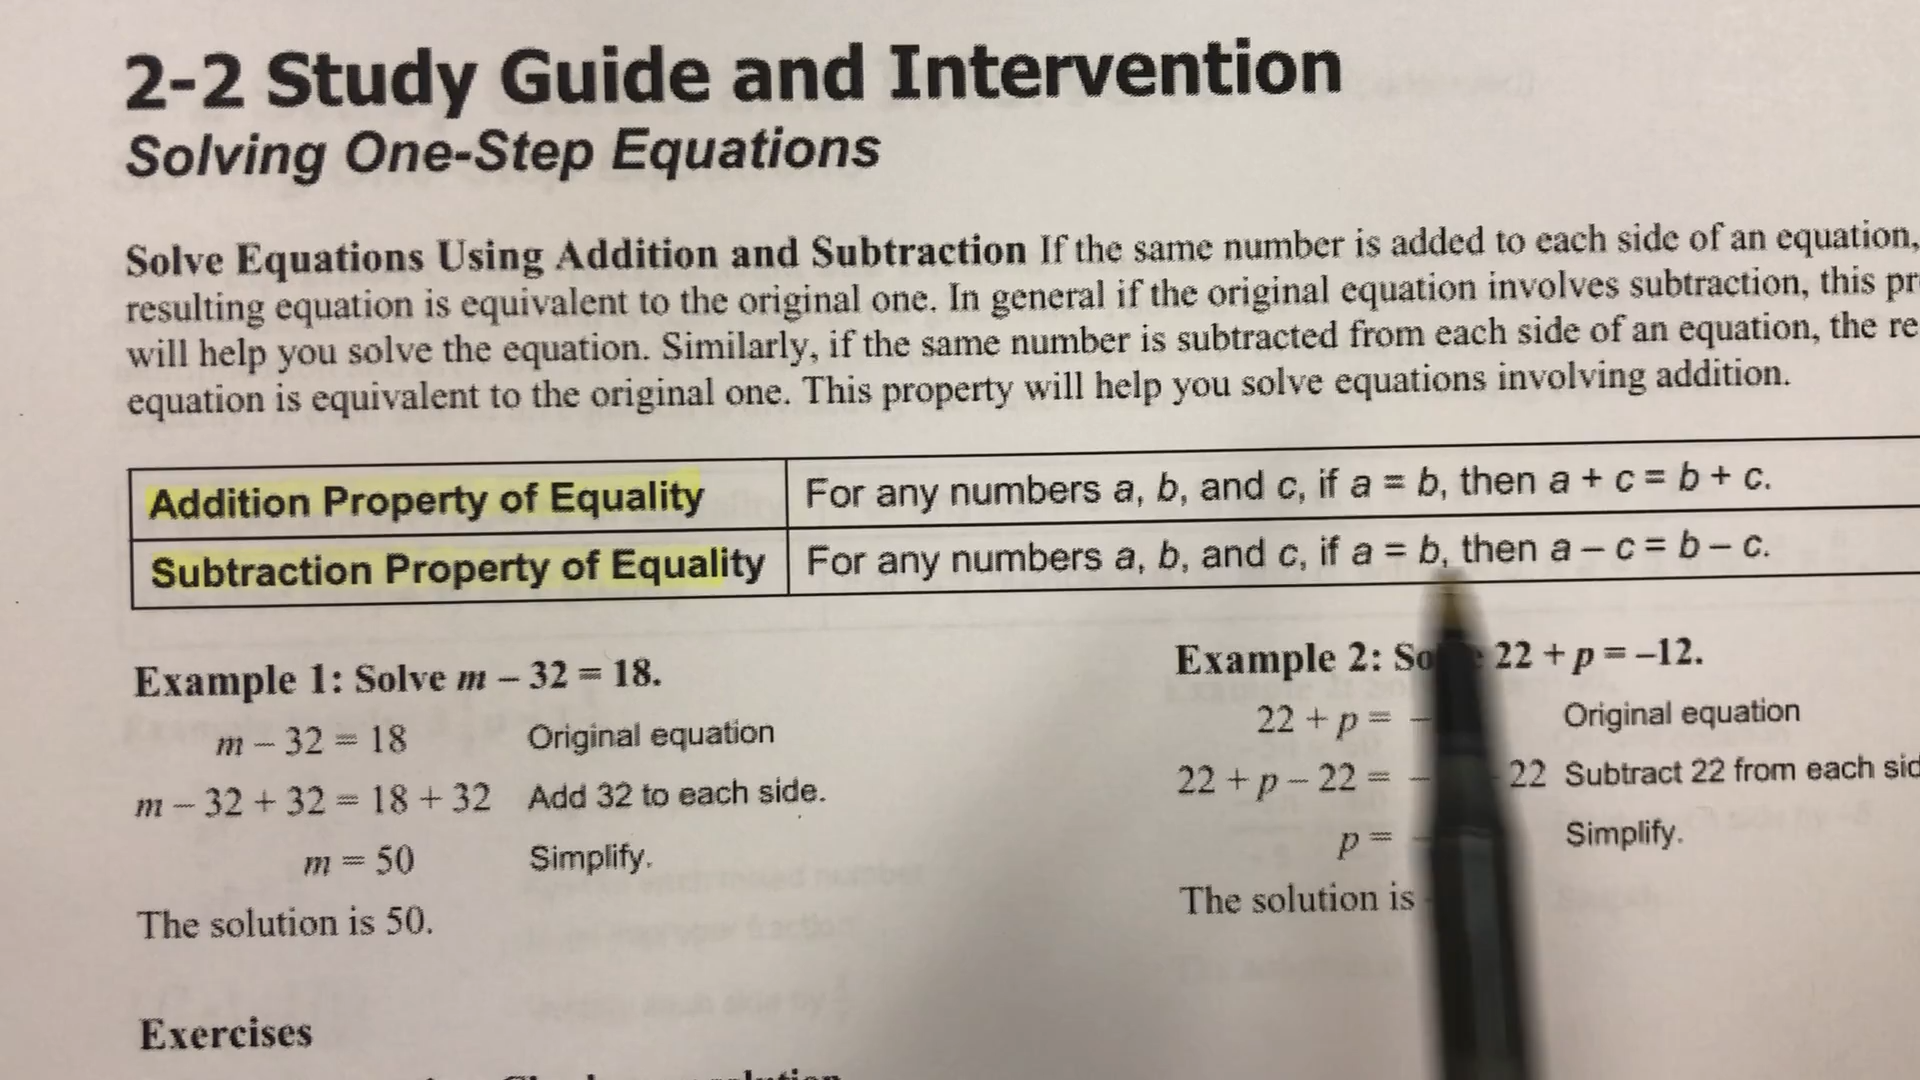 2-2 Study Guide and Intervention
Solving One-Step Equations
Solve Equations Using Addition and Subtraction If the same number is added to each side of an equation,
resulting equation is equivalent to the original one. In general if the original equation involves subtraction, this
will help you solve the equation. Similarly, if the same number is subtracted from each side of an equation, the
equation is equivalent to the original one. This property will help you solve equations involving addition.
Addition Property of Equality For any numbers a, b, and c, if a = b, then a + c = b + c.
Subtraction Property of Equality For any numbers a, b, and c, if a = b, then a – c = b – c.
Example 1: Solve m – 32 = 18.
m – 32 = 18 Original equation
m – 32 + 32 = 18 + 32 Add 32 to each side.
m = 50 Simplify.
The solution is 50.
Example 2: 22 + p = –12.
22 + p = – Original equation
22 + p – 22 = – 22 Subtract 22 from each
p = Simplify.
The solution is
Exercises